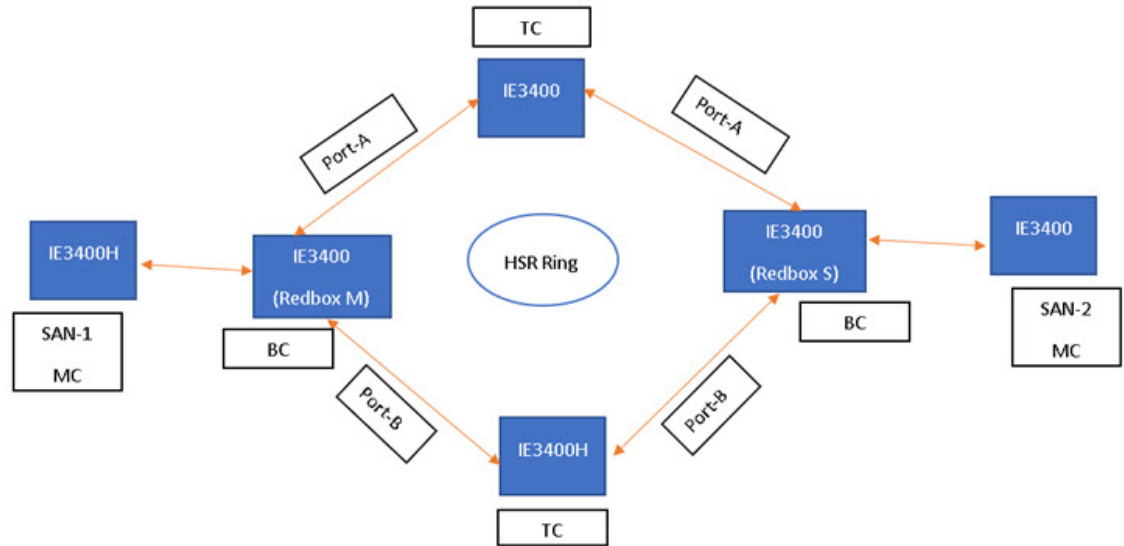 TC
IE3400
Port-A
Port-A
IE3400H
SAN-1
MC
IE3400
(Redbox M)
BC
HSR Ring
IE3400
(Redbox S)
BC
IE3400
SAN-2
MC
Port-B
Port-B
IE3400H
TC